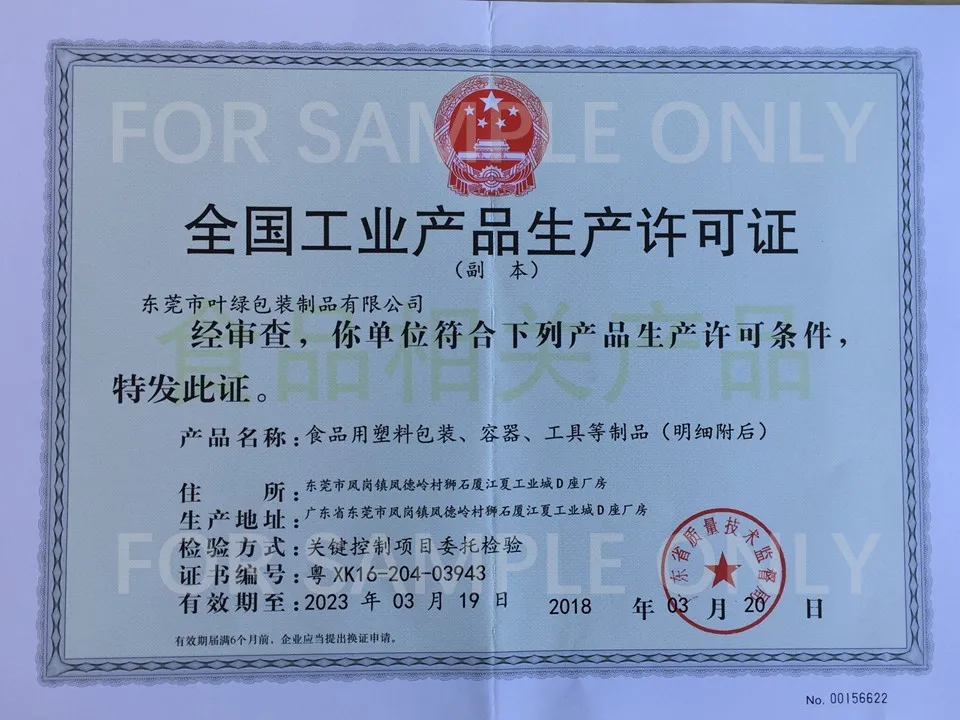 FOR SAMPLE ONLY
全国工业产品生产许可证
（副 本）
东莞市叶绿包装制品有限公司
食品相关产品
经审查，你单位符合下列产品生产许可条件，
特发此证。
产品名称：食品用塑料包装、容器、工具等制品（明细附后）
住 所：东莞市凤岗镇凤德岭村狮石厦江夏工业城D座厂房
生产地址：广东省东莞市凤岗镇凤德岭村狮石厦江夏工业城D座厂房
FOR SAMPLE ONLY
检验方式：关键控制项目委托检验
证书编号：粤 XK16-204-03943
有效期至：2023 年 03 月 19 日
广东省质量技术监督局
2018 年 03 月 20 日
有效期届满6个月前，企业应当提出换证申请。
No. 00156622